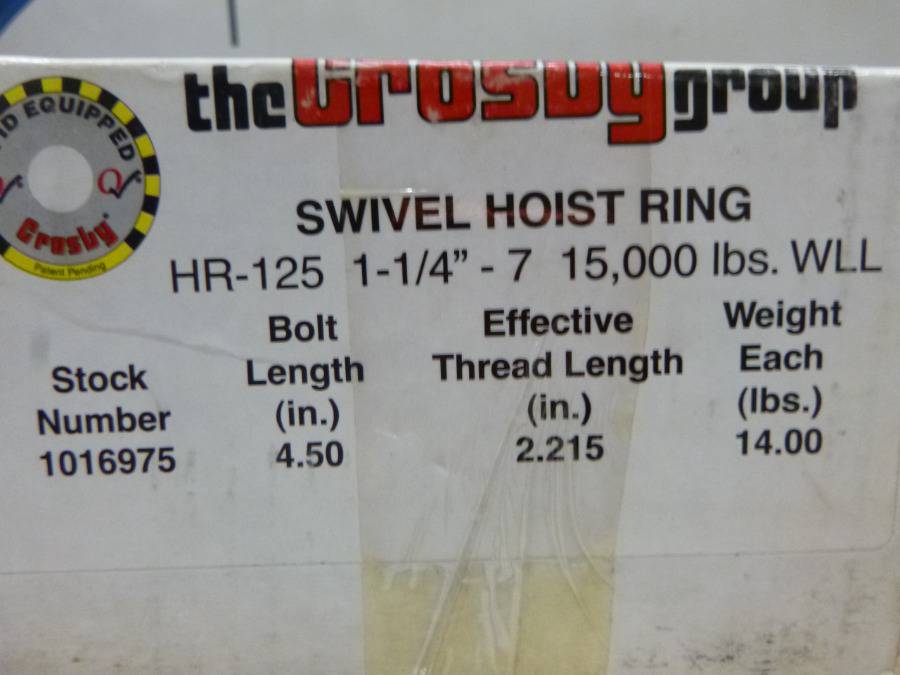 the Crosby group
ID EQUIPPED
Crosby
Patent Pending
SWIVEL HOIST RING
HR-125 1-1/4” - 7 15,000 lbs. WLL
Stock Number
1016975
Bolt Length (in.)
4.50
Effective Thread Length (in.)
2.215
Weight Each (lbs.)
14.00